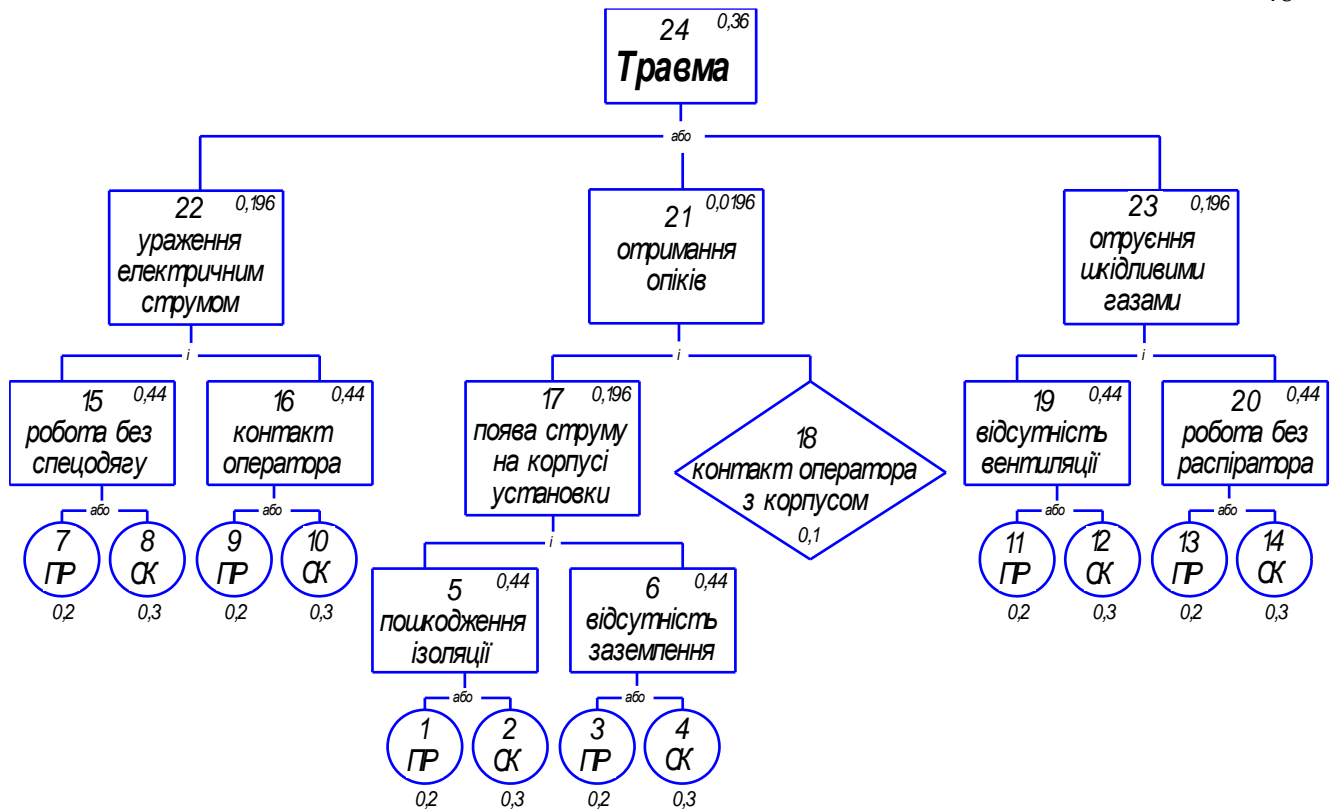 24 0,36
Травма
або
22 0,196
ураження
електричним
струмом
21 0,0196
отримання
опіків
23 0,196
отруєння
шкідливими
газами
і
і
і
15 0,44
робота без
спецодягу
16 0,44
контакт
оператора
17 0,196
поява струму
на корпусі
установки
18
контакт оператора
з корпусом
0,1
19 0,44
відсутність
вентиляції
20 0,44
робота без
распіратора
або
або
або
або
7
ПР
0,2
8
СК
0,3
9
ПР
0,2
10
СК
0,3
11
ПР
0,2
12
СК
0,3
13
ПР
0,2
14
СК
0,3
і
5 0,44
пошкодження
ізоляції
6 0,44
відсутність
заземлення
або
або
1
ПР
0,2
2
СК
0,3
3
ПР
0,2
4
СК
0,3